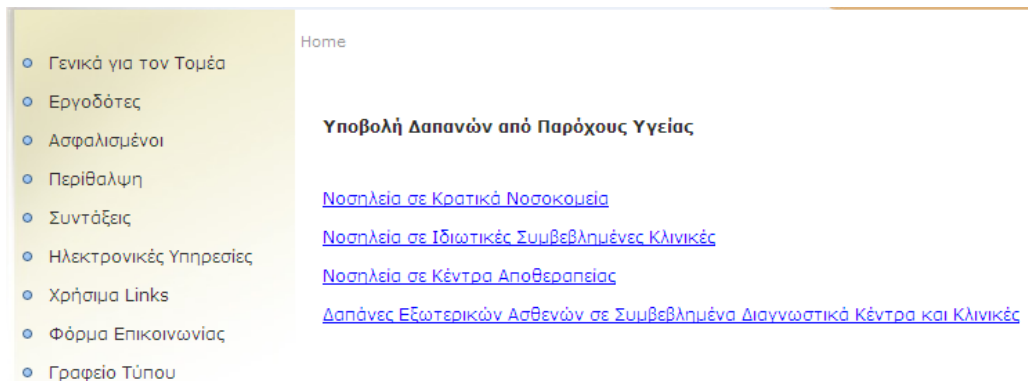 Home
Γενικά για τον Τομέα
Εργοδότες
Ασφαλισμένοι
Περίθαλψη
Συντάξεις
Ηλεκτρονικές Υπηρεσίες
Χρήσιμα Links
Φόρμα Επικοινωνίας
Γραφείο Τύπου
Υποβολή Δαπανών από Παρόχους Υγείας
Νοσηλεία σε Κρατικά Νοσοκομεία
Νοσηλεία σε Ιδιωτικές Συμβεβλημένες Κλινικές
Νοσηλεία σε Κέντρα Αποθεραπείας
Δαπάνες Εξωτερικών Ασθενών σε Συμβεβλημένα Διαγνωστικά Κέντρα και Κλινικές